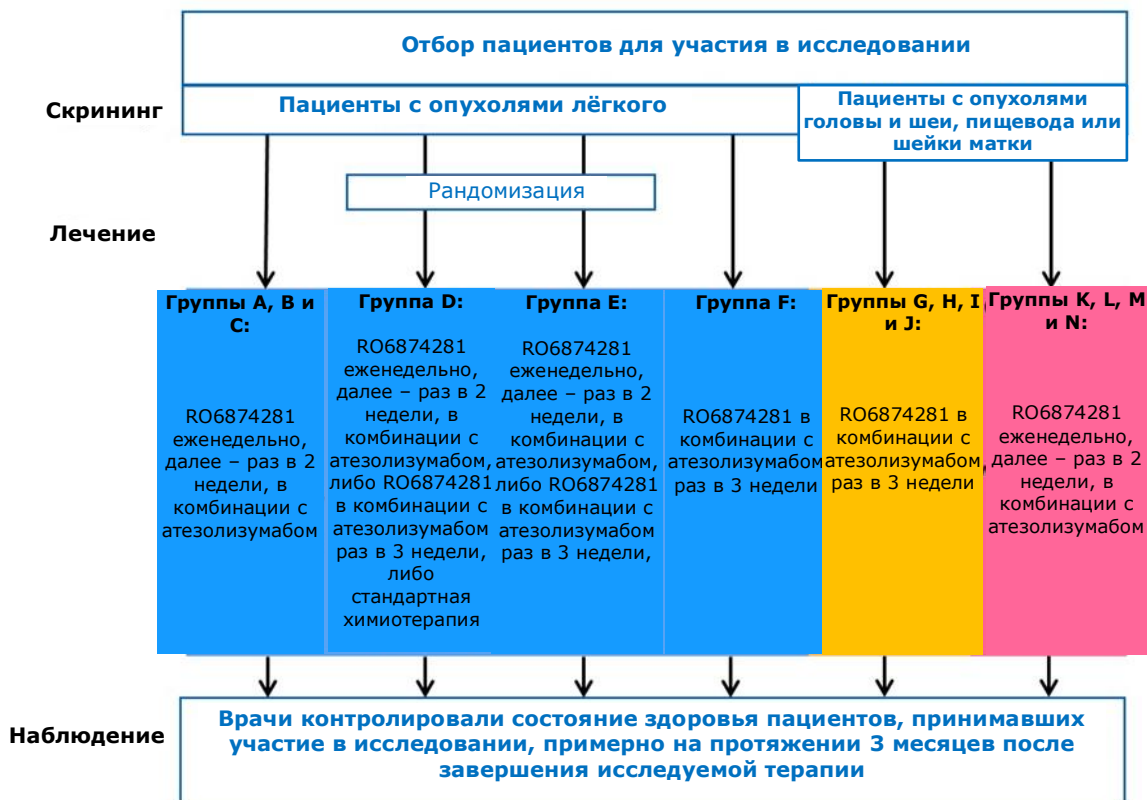 Отбор пациентов для участия в исследовании
Скрининг
Пациенты с опухолями лёгкого
Пациенты с опухолями
головы и шеи, пищевода или
шейки матки
Рандомизация
Лечение
Группы A, B и
C:
RO6874281
еженедельно,
далее – раз в 2
недели, в
комбинации с
атезолизумабом
Группа D:
RO6874281
еженедельно,
далее – раз в 2
недели, в
комбинации с
атезолизумабом,
либо RO6874281
в комбинации с
атезолизумабом
раз в 3 недели,
либо
стандартная
химиотерапия
Группа E:
RO6874281
еженедельно,
далее – раз в 2
недели, в
комбинации с
атезолизумабом,
либо RO6874281
в комбинации с
атезолизумабом
раз в 3 недели,
Группа F:
RO6874281 в
комбинации с
атезолизумабом
раз в 3 недели
Группы G, H, I
и J:
RO6874281 в
комбинации с
атезолизумабом,
раз в 3 недели
Группы K, L, M
и N:
RO6874281
еженедельно,
далее – раз в 2
недели, в
комбинации с
атезолизумабом
Наблюдение
Врачи контролировали состояние здоровья пациентов, принимавших
участие в исследовании, примерно на протяжении 3 месяцев после
завершения исследуемой терапии